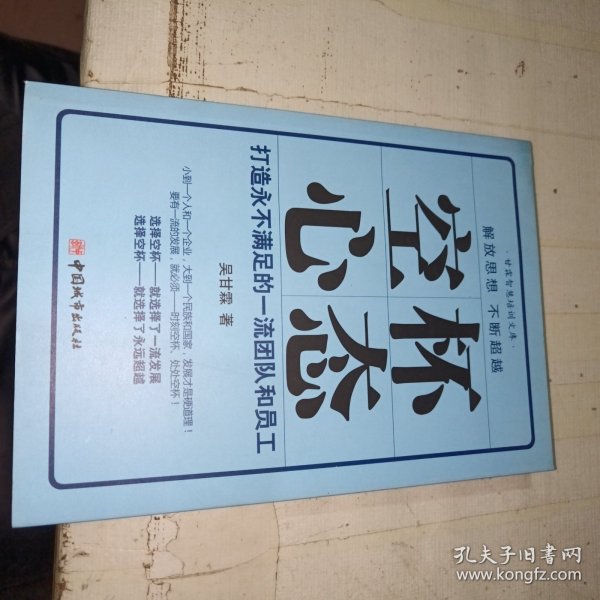 ·甘霖智慧培训文库·
解放思想 不断超越
空杯
心态
打造永不满足的一流团队和员工
吴甘霖 著
小到一个人和一个企业，大到一个民族和国家，发展才是硬道理！
要有一流的发展，就必须——时刻空杯、处处空杯！
选择空杯——就选择了一流发展
选择空杯——就选择了永远超越
中国城市出版社
孔夫子旧书网
www.kongfz.com